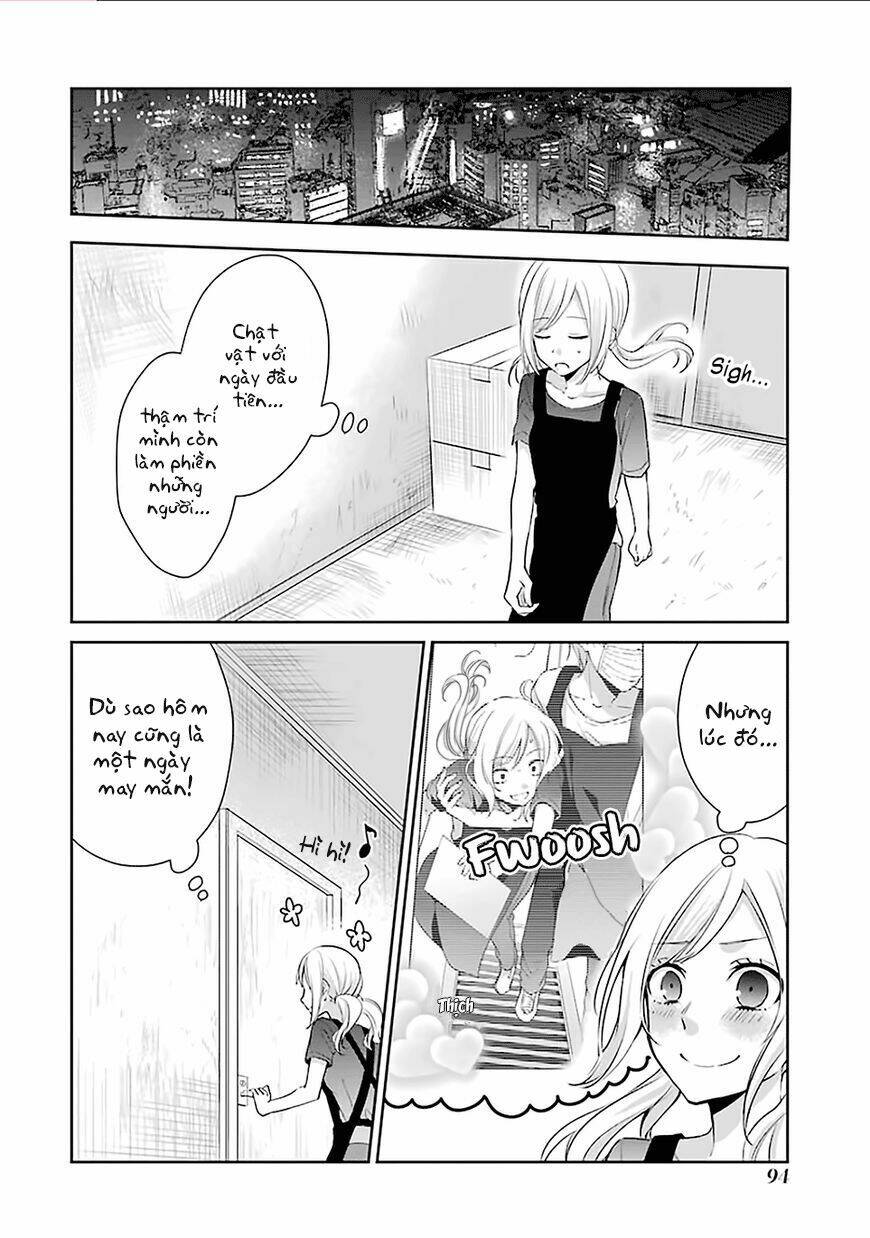 Sigh...
Chật
vật với
ngày đầu
tiên...
thậm trí
mình còn
làm phiền
những
người...
Nhưng
lúc đó...
Fwoosh
Thịch
Dù sao hôm
nay cũng là
một ngày
may mắn!
Hì hì!
94